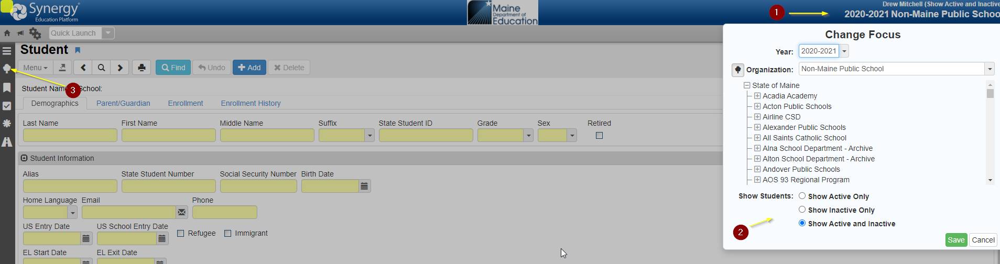 Synergy
Education Platform
Maine
Department of
Education
Drew Mitchell (Show Active and Inactive
2020-2021 Non-Maine Public Schoo
1
Quick Launch
Student
Menu
Find
Undo
Add
Delete
3
Student Name: School:
Demographics
Parent/Guardian
Enrollment
Enrollment History
Last Name
First Name
Middle Name
Suffix
State Student ID
Grade
Sex
Retired
Student Information
Alias
State Student Number
Social Security Number
Birth Date
Home Language
Email
Phone
US Entry Date
US School Entry Date
Refugee
Immigrant
EL Start Date
EL Exit Date
Change Focus
Year: 2020-2021
Organization: Non-Maine Public School
State of Maine
Acadia Academy
Acton Public Schools
Airline CSD
Alexander Public Schools
All Saints Catholic School
Alna School Department - Archive
Alton School Department - Archive
Andover Public Schools
AOS 93 Regional Program
Show Students:
Show Active Only
Show Inactive Only
Show Active and Inactive
2
Save
Cancel